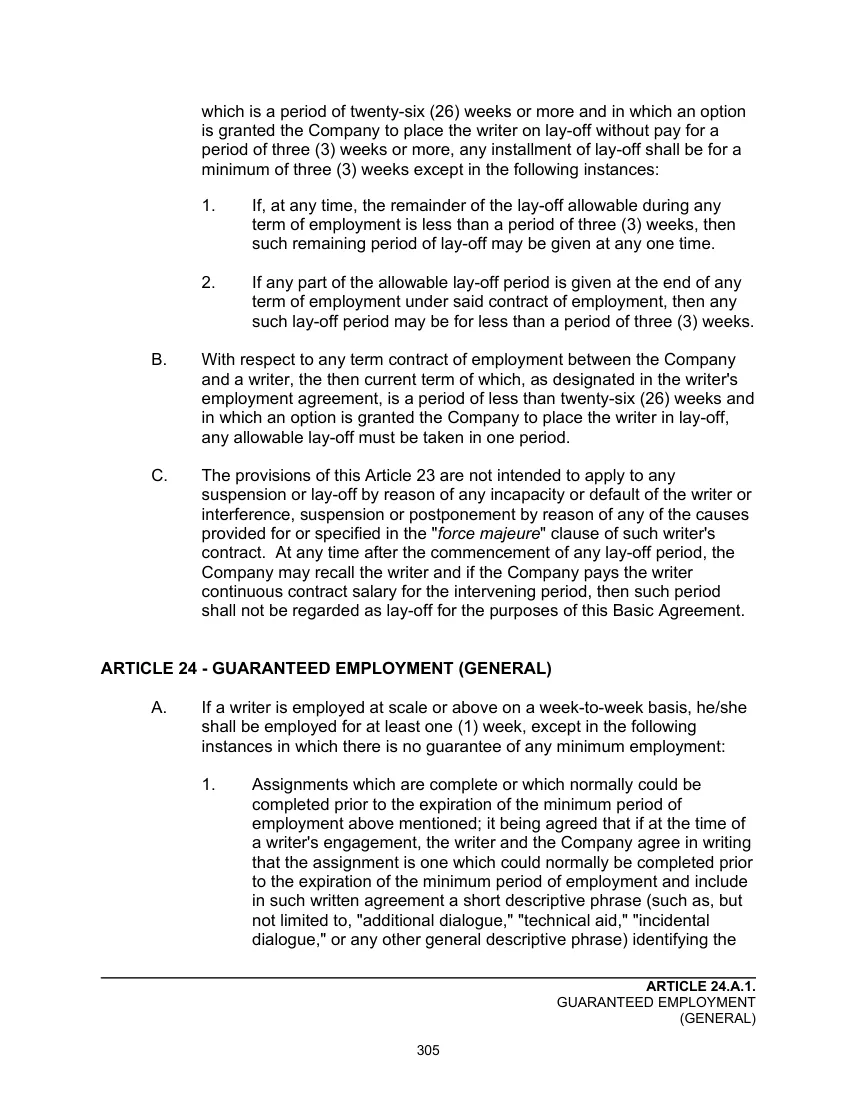 which is a period of twenty-six (26) weeks or more and in which an option
is granted the Company to place the writer on lay-off without pay for a
period of three (3) weeks or more, any installment of lay-off shall be for a
minimum of three (3) weeks except in the following instances:
1. If, at any time, the remainder of the lay-off allowable during any
term of employment is less than a period of three (3) weeks, then
such remaining period of lay-off may be given at any one time.
2. If any part of the allowable lay-off period is given at the end of any
term of employment under said contract of employment, then any
such lay-off period may be for less than a period of three (3) weeks.
B. With respect to any term contract of employment between the Company
and a writer, the then current term of which, as designated in the writer's
employment agreement, is a period of less than twenty-six (26) weeks and
in which an option is granted the Company to place the writer in lay-off,
any allowable lay-off must be taken in one period.
C. The provisions of this Article 23 are not intended to apply to any
suspension or lay-off by reason of any incapacity or default of the writer or
interference, suspension or postponement by reason of any of the causes
provided for or specified in the "force majeure" clause of such writer's
contract.  At any time after the commencement of any lay-off period, the
Company may recall the writer and if the Company pays the writer
continuous contract salary for the intervening period, then such period
shall not be regarded as lay-off for the purposes of this Basic Agreement.
ARTICLE 24 - GUARANTEED EMPLOYMENT (GENERAL)
A. If a writer is employed at scale or above on a week-to-week basis, he/she
shall be employed for at least one (1) week, except in the following
instances in which there is no guarantee of any minimum employment:
1. Assignments which are complete or which normally could be
completed prior to the expiration of the minimum period of
employment above mentioned; it being agreed that if at the time of
a writer's engagement, the writer and the Company agree in writing
that the assignment is one which could normally be completed prior
to the expiration of the minimum period of employment and include
in such written agreement a short descriptive phrase (such as, but
not limited to, "additional dialogue," "technical aid," "incidental
dialogue," or any other general descriptive phrase) identifying the
ARTICLE 24.A.1.
GUARANTEED EMPLOYMENT
(GENERAL)
305